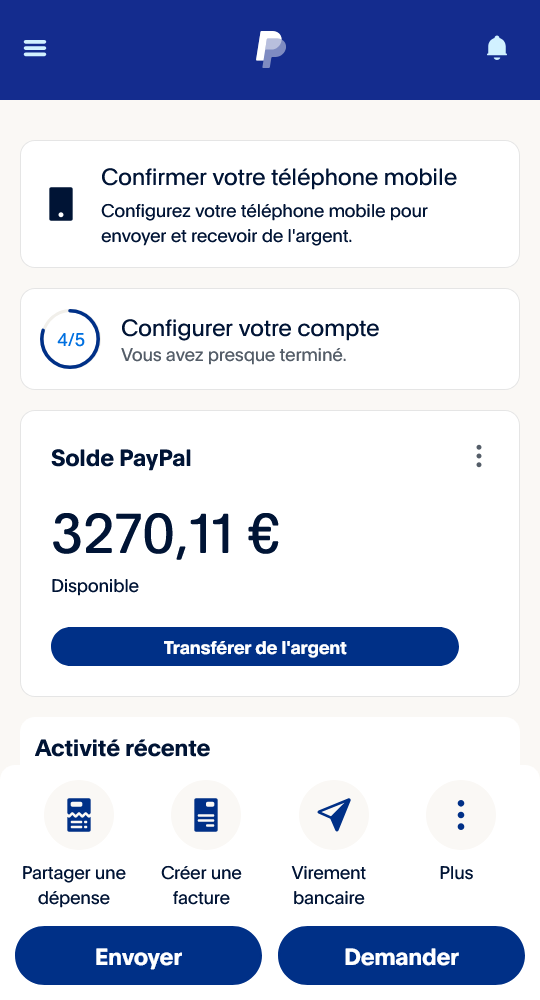 Confirmer votre téléphone mobile
Configurez votre téléphone mobile pour
envoyer et recevoir de l'argent.
4/5
Configurer votre compte
Vous avez presque terminé.
Solde PayPal
3270,11 €
Disponible
Transférer de l'argent
Activité récente
Partager une
dépense
Créer une
facture
Virement
bancaire
Plus
Envoyer
Demander